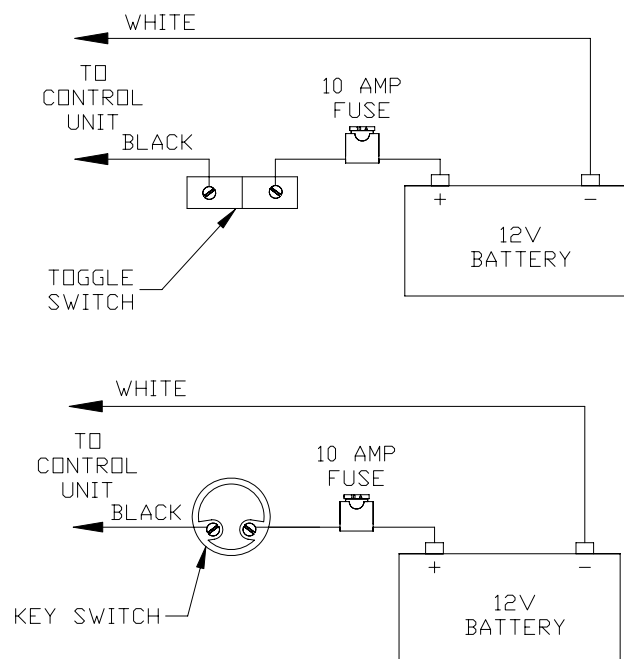 WHITE
TO
CONTROL
UNIT
10 AMP
FUSE
BLACK
+
-
12V
BATTERY
TOGGLE
SWITCH
WHITE
TO
CONTROL
UNIT
10 AMP
FUSE
BLACK
+
-
12V
BATTERY
KEY SWITCH